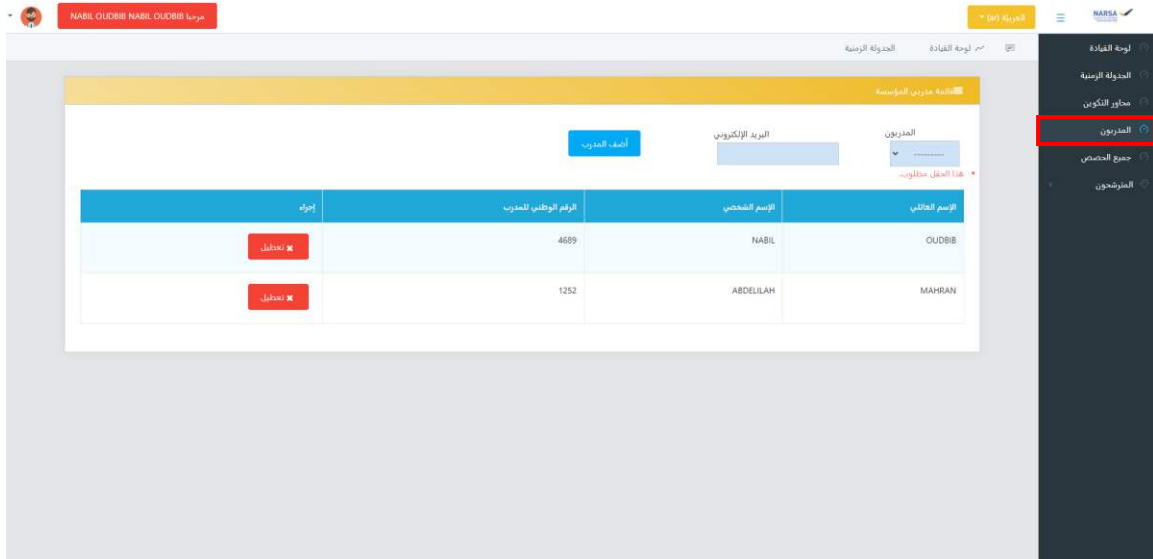 NARSA
العربيّة (ar)
مرحبا NABIL OUDBIB NABIL OUDBIB
لوحة القيادة
الجدولة الزمنية
لوحة القيادة
الجدولة الزمنية
محاور التكوين
المدربون
جميع الحصص
المترشحون
قائمة مدربي المؤسسة
المدربون
البريد الإلكتروني
---------
أضف المدرب
هذا الحقل مطلوب.
الإسم العائلي الإسم الشخصي الرقم الوطني للمدرب إجراء
OUDBIB NABIL 4689 تعطيل
MAHRAN ABDELILAH 1252 تعطيل